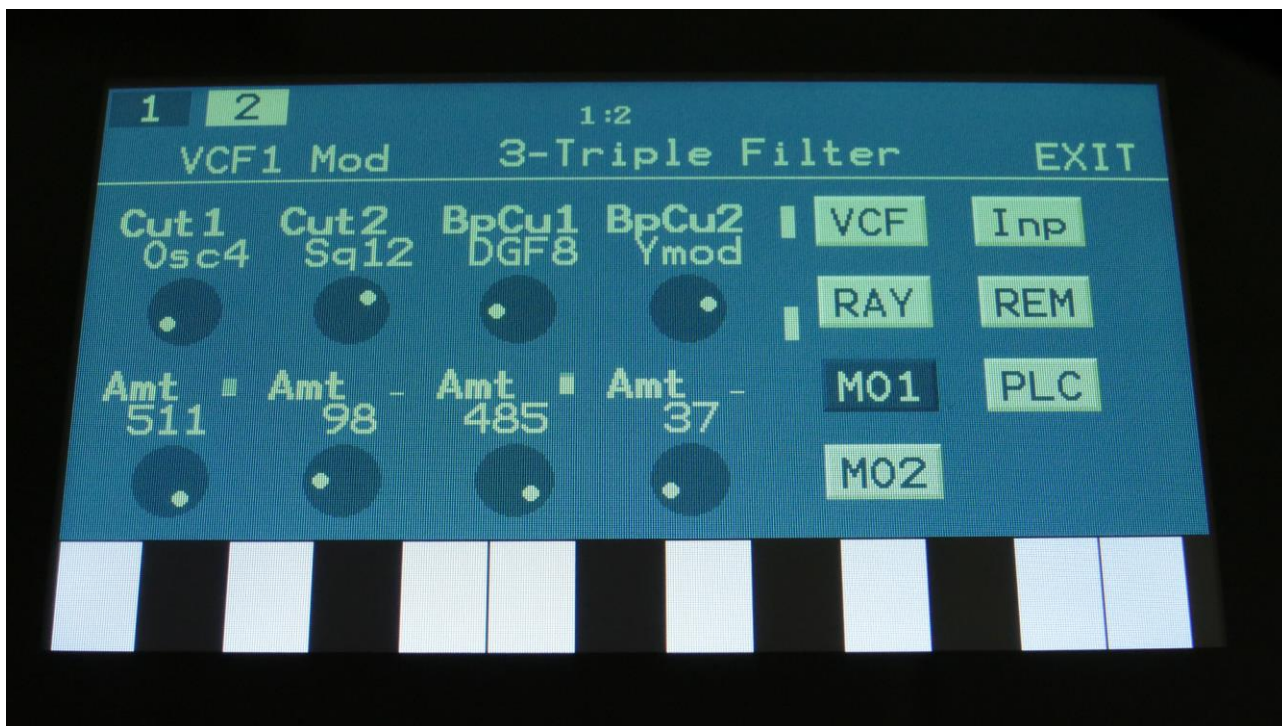 1 2 1:2
VCF1 Mod 3-Triple Filter EXIT
Cut1 Cut2 BpCu1 BpCu2 VCF Inp
Osc4 Sq12 DGF8 Ymod
RAY REM
Amt Amt Amt Amt MO1 PLC
511 98 485 37
MO2